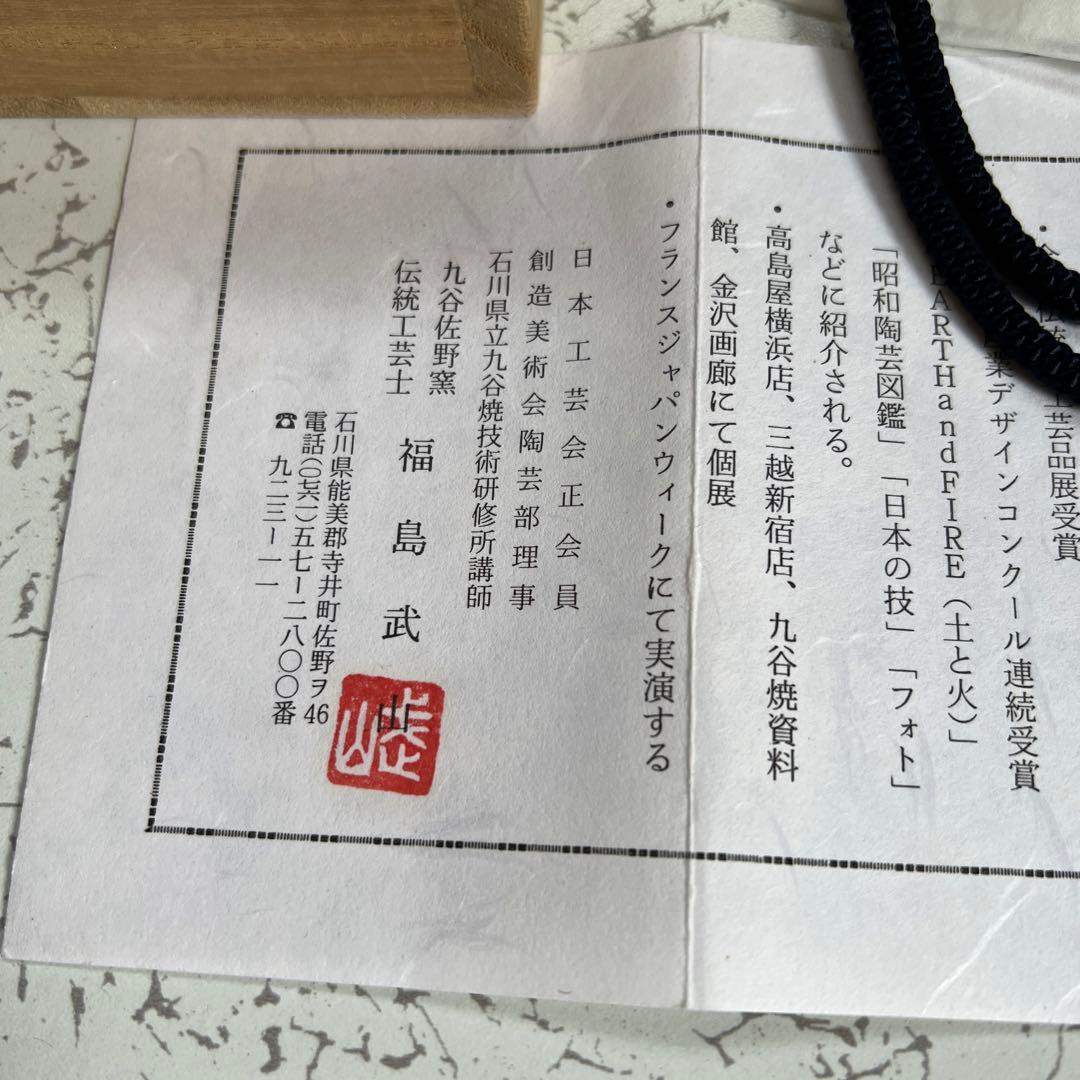 伝統工芸品展受賞
産業デザインコンクール連続受賞
EARTHandFIRE（土と火）」
「昭和陶芸図鑑」「日本の技」「フォト」
などに紹介される。
・高島屋横浜店、三越新宿店、九谷焼資料
館、金沢画廊にて個展
・フランスジャパンウィークにて実演する
日本工芸会正会員
創造美術会陶芸部理事
石川県立九谷焼技術研修所講師
九谷佐野窯
伝統工芸士 福島武山
石川県能美郡寺井町佐野ヲ46
電話(〇七六一)五七ー二八〇〇番
☎ 九二三ー一一